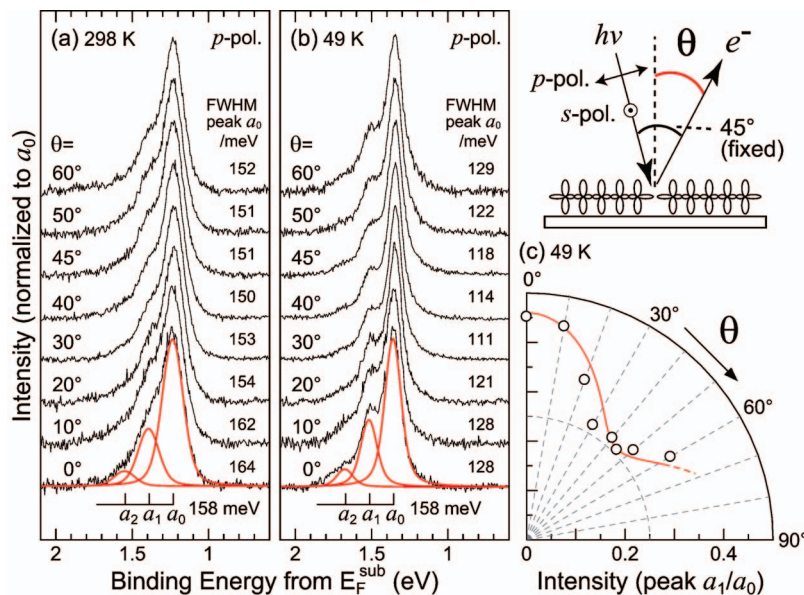 (a) 298 K
p-pol.
FWHM
peak a₀
/meV
θ=
60° 152
50° 151
45° 151
40° 150
30° 153
20° 154
10° 162
0° 164
a₂ a₁ a₀ 158 meV
2 1.5 1
(b) 49 K
p-pol.
FWHM
peak a₀
/meV
θ=
60° 129
50° 122
45° 118
40° 114
30° 111
20° 121
10° 128
0° 128
a₂ a₁ a₀ 158 meV
2 1.5 1
Intensity (normalized to a₀)
Binding Energy from E_F^sub (eV)
hν
θ
e⁻
p-pol.
s-pol.
45°
(fixed)
(c) 49 K
0°
30°
θ
60°
90°
0 0.2 0.4
Intensity (peak a₁/a₀)